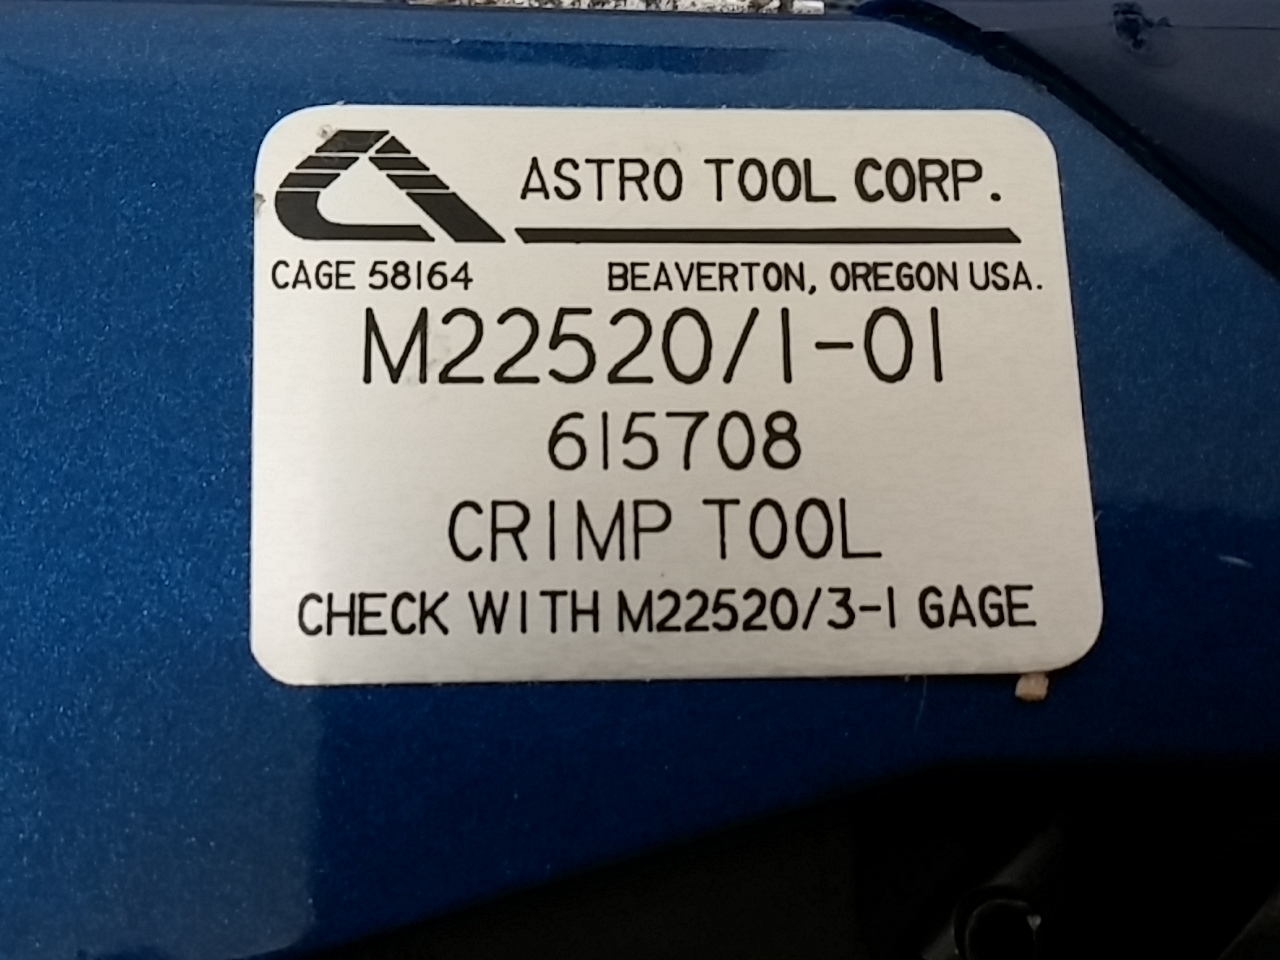 ASTRO TOOL CORP.
CAGE 58164 BEAVERTON, OREGON USA.
M22520/1-01
615708
CRIMP TOOL
CHECK WITH M22520/3-1 GAGE